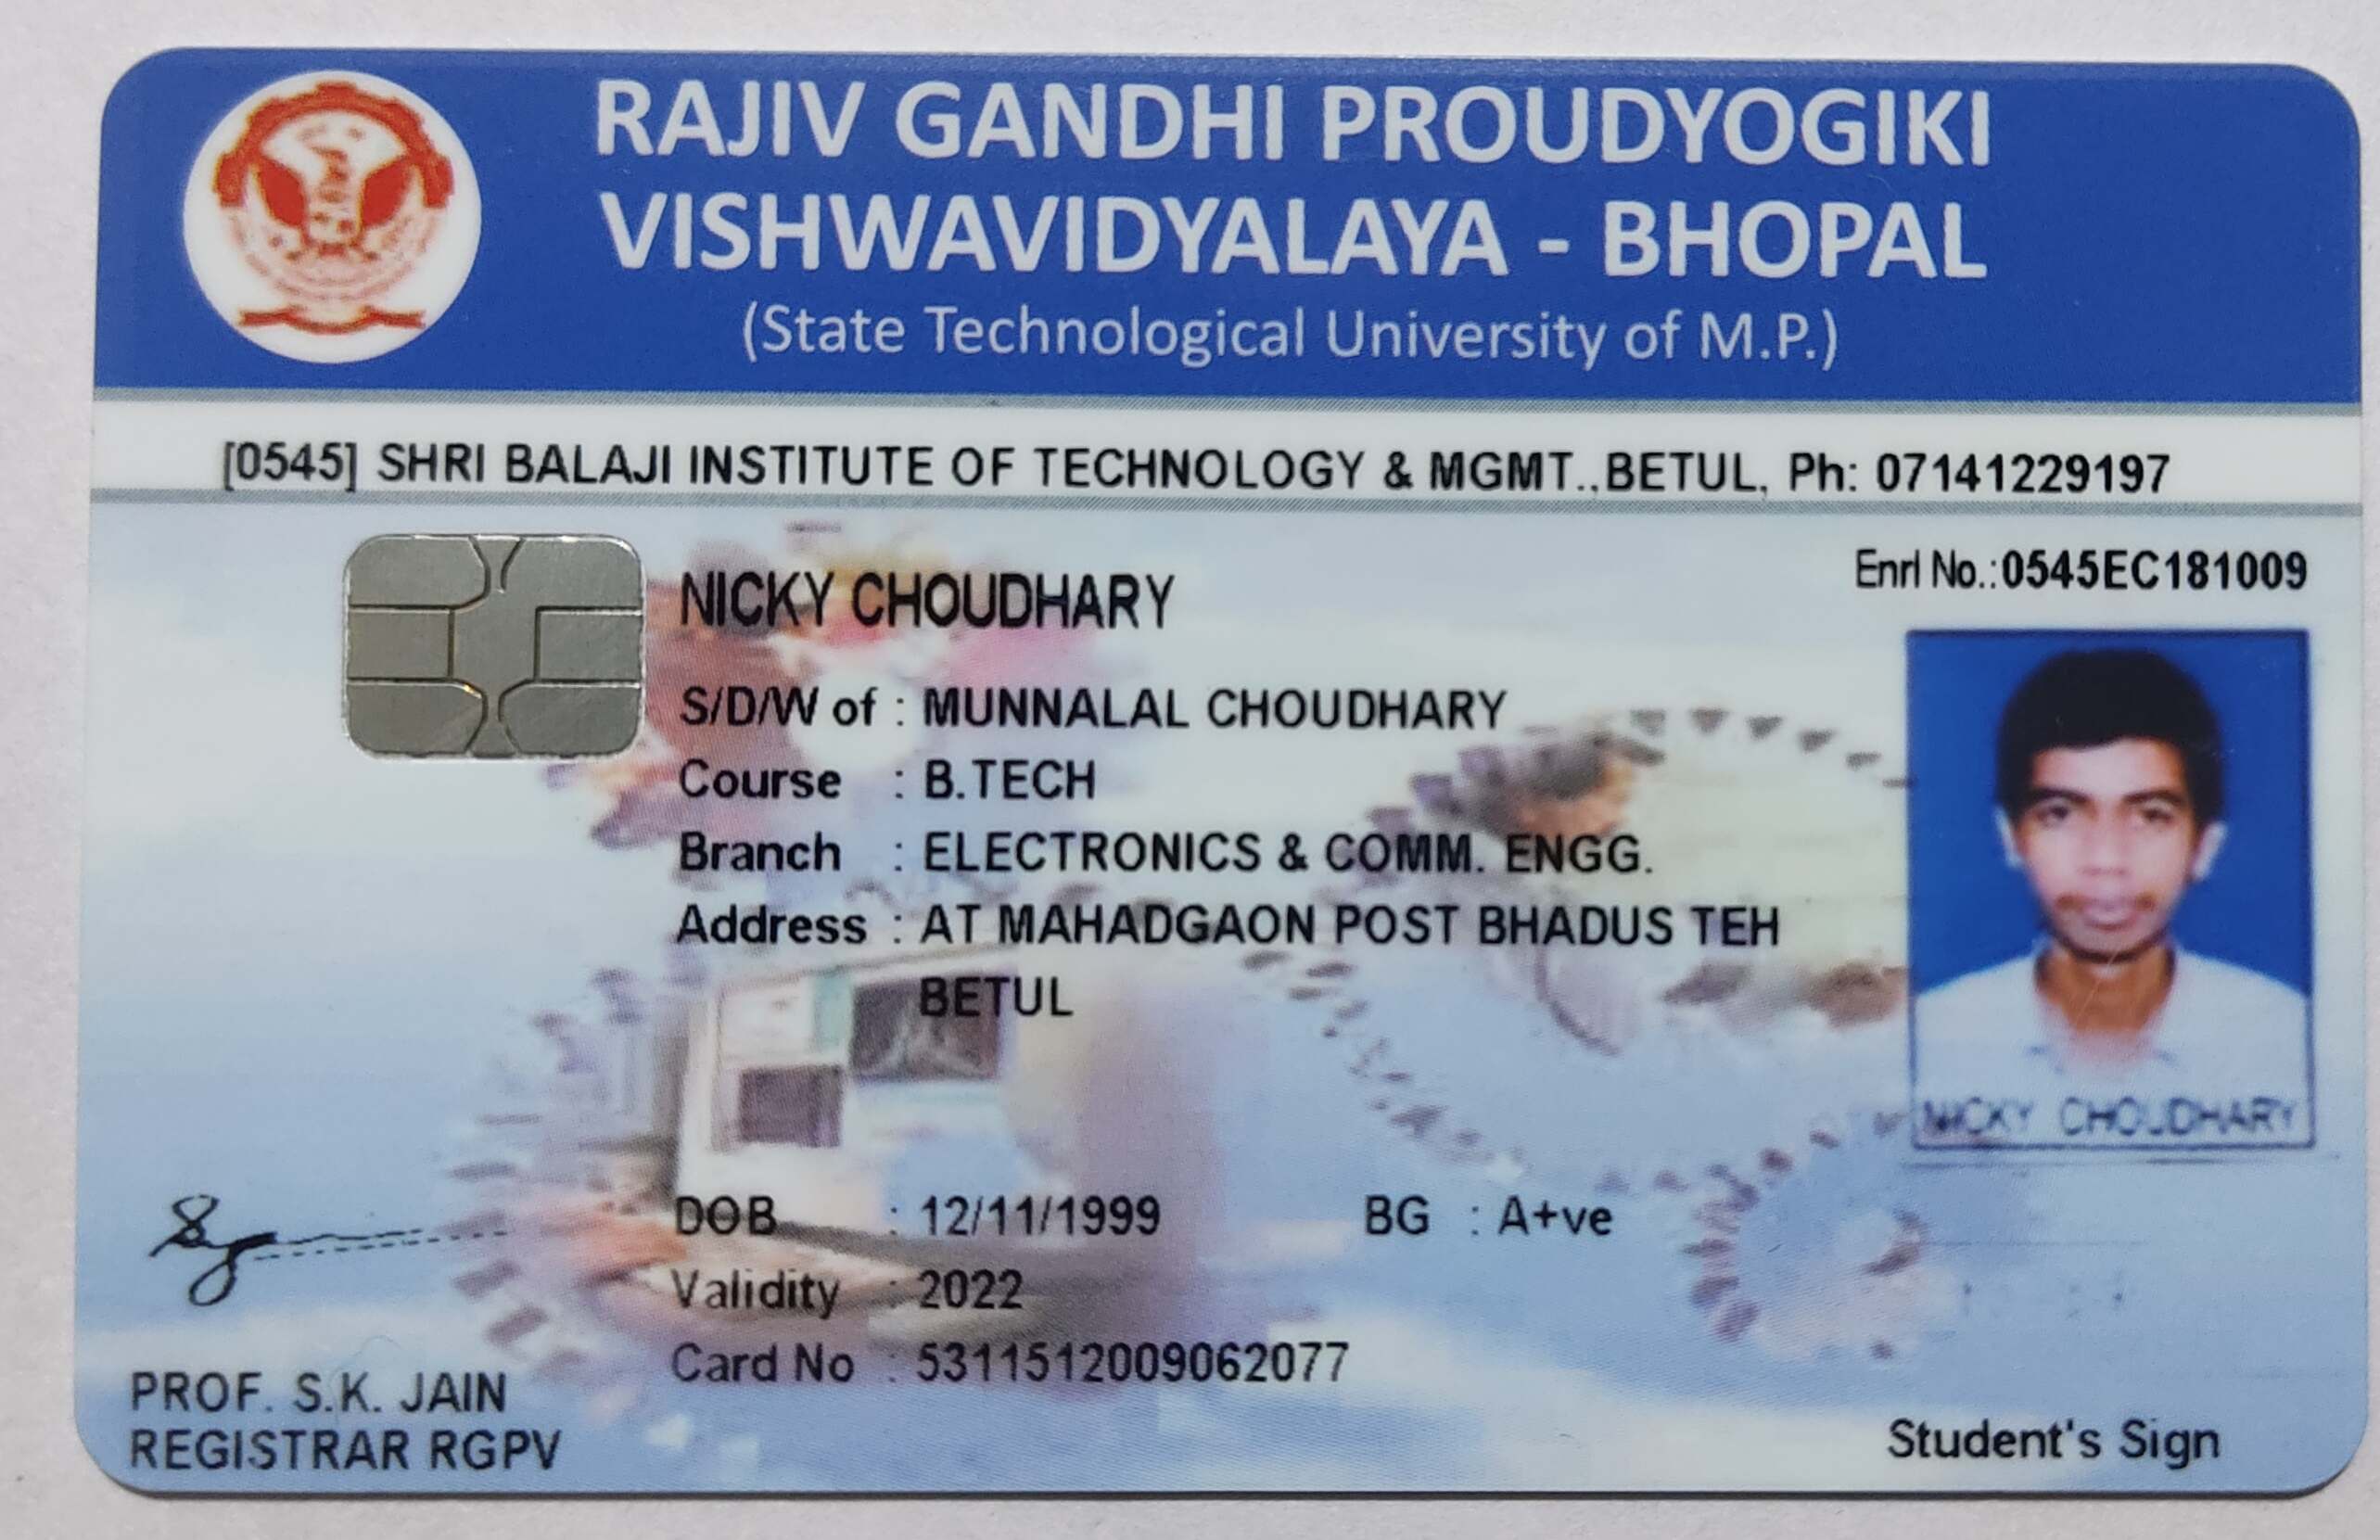 RAJIV GANDHI PROUDYOGIKI
VISHWAVIDYALAYA - BHOPAL
(State Technological University of M.P.)
[0545] SHRI BALAJI INSTITUTE OF TECHNOLOGY & MGMT.,BETUL, Ph: 07141229197
Enrl No.:0545EC181009
NICKY CHOUDHARY
S/D/W of : MUNNALAL CHOUDHARY
Course : B.TECH
Branch : ELECTRONICS & COMM. ENGG.
Address : AT MAHADGAON POST BHADUS TEH
BETUL
NICKY CHOUDHARY
DOB : 12/11/1999 BG : A+ve
Validity : 2022
Card No : 5311512009062077
PROF. S.K. JAIN
REGISTRAR RGPV
Student's Sign